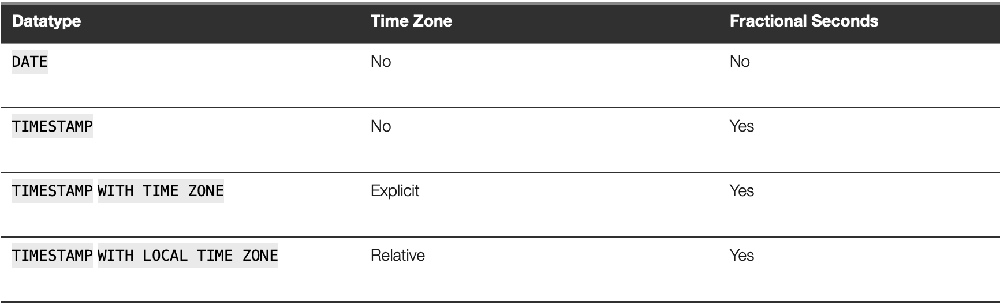 Datatype Time Zone Fractional Seconds
DATE No No
TIMESTAMP No Yes
TIMESTAMP WITH TIME ZONE Explicit Yes
TIMESTAMP WITH LOCAL TIME ZONE Relative Yes